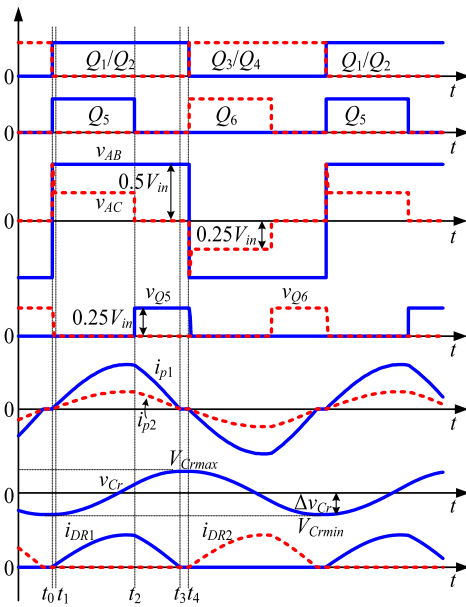 Q1/Q2 Q3/Q4 Q1/Q2
0 t
Q5 Q6 Q5
0 t
vAB
0.5Vin
vAC
0 t
0.25Vin
vQ5 vQ6
0.25Vin
0 t
ip1
0 t
ip2
VCrmax
vCr
0 ΔvCr t
VCrmin
iDR1 iDR2
0 t
t0 t1 t2 t3 t4